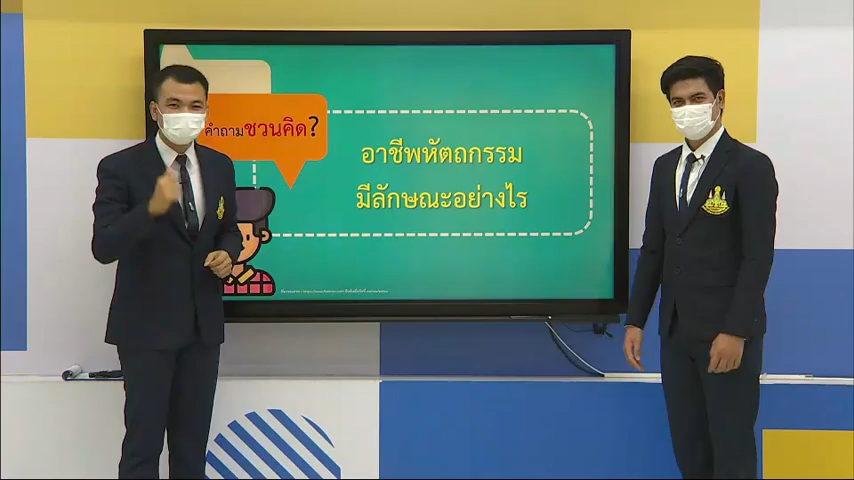 คำถามชวนคิด?
อาชีพหัตถกรรม
มีลักษณะอย่างไร